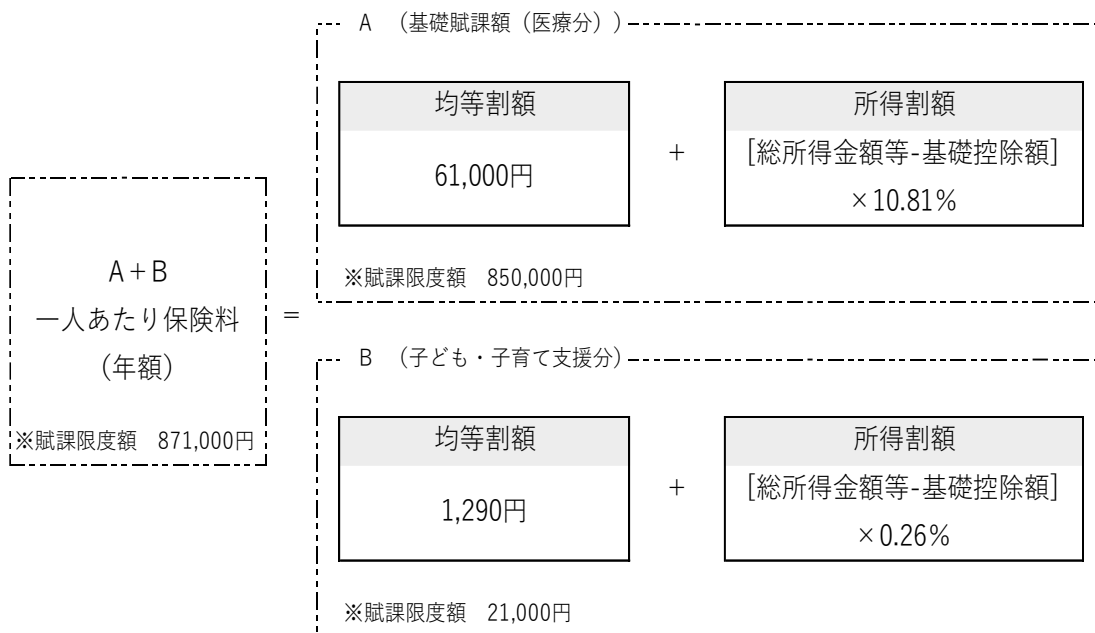 A （基礎賦課額（医療分））
均等割額
61,000円
+
所得割額
[総所得金額等-基礎控除額]
×10.81%
※賦課限度額 850,000円
A+B
一人あたり保険料
（年額）
※賦課限度額 871,000円
=
B （子ども・子育て支援分）
均等割額
1,290円
+
所得割額
[総所得金額等-基礎控除額]
×0.26%
※賦課限度額 21,000円